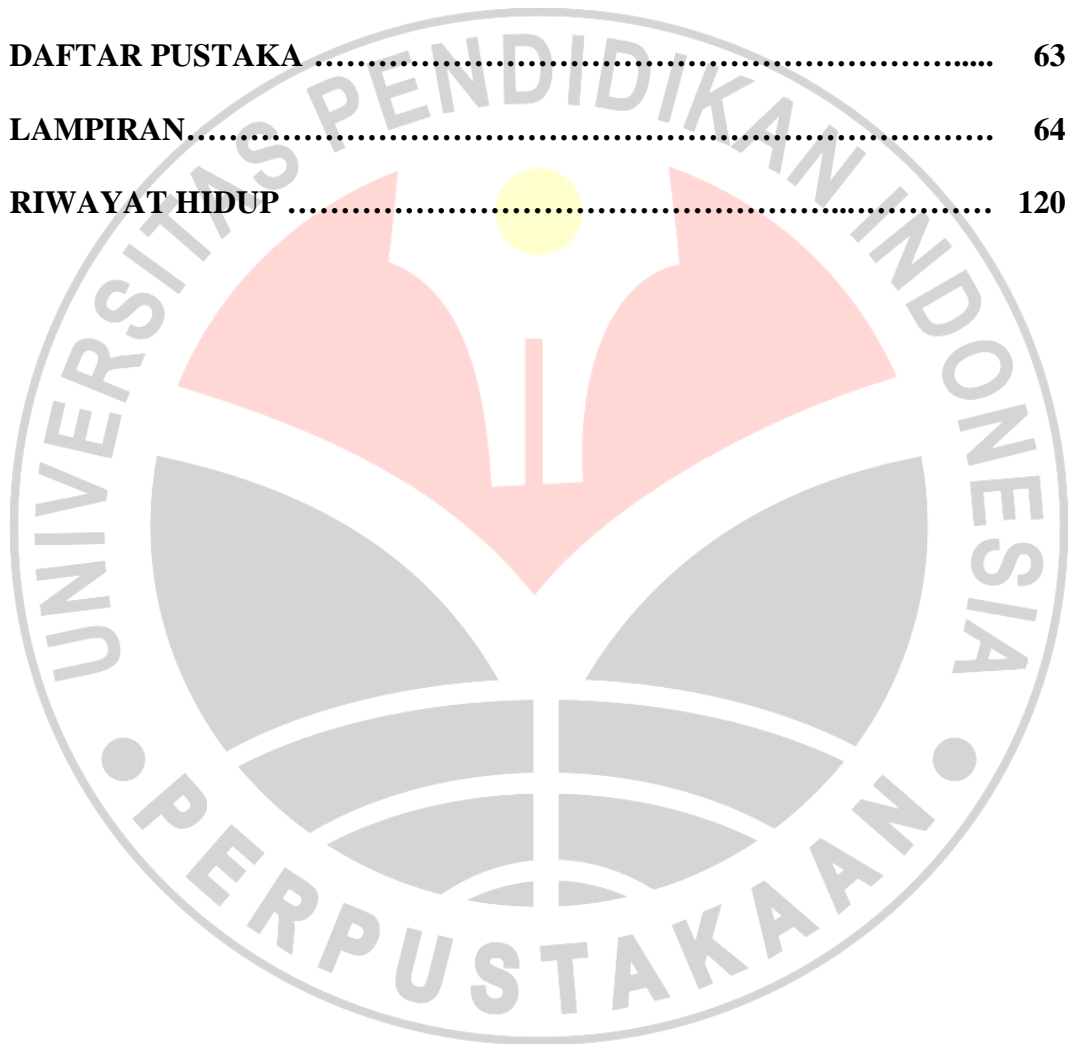 DAFTAR PUSTAKA ……………………………………………………….... 63
LAMPIRAN…………………………………………………………………. 64
RIWAYAT HIDUP ……………………………………………...………… 120
UNIVERSITAS PENDIDIKAN INDONESIA
PERPUSTAKAAN